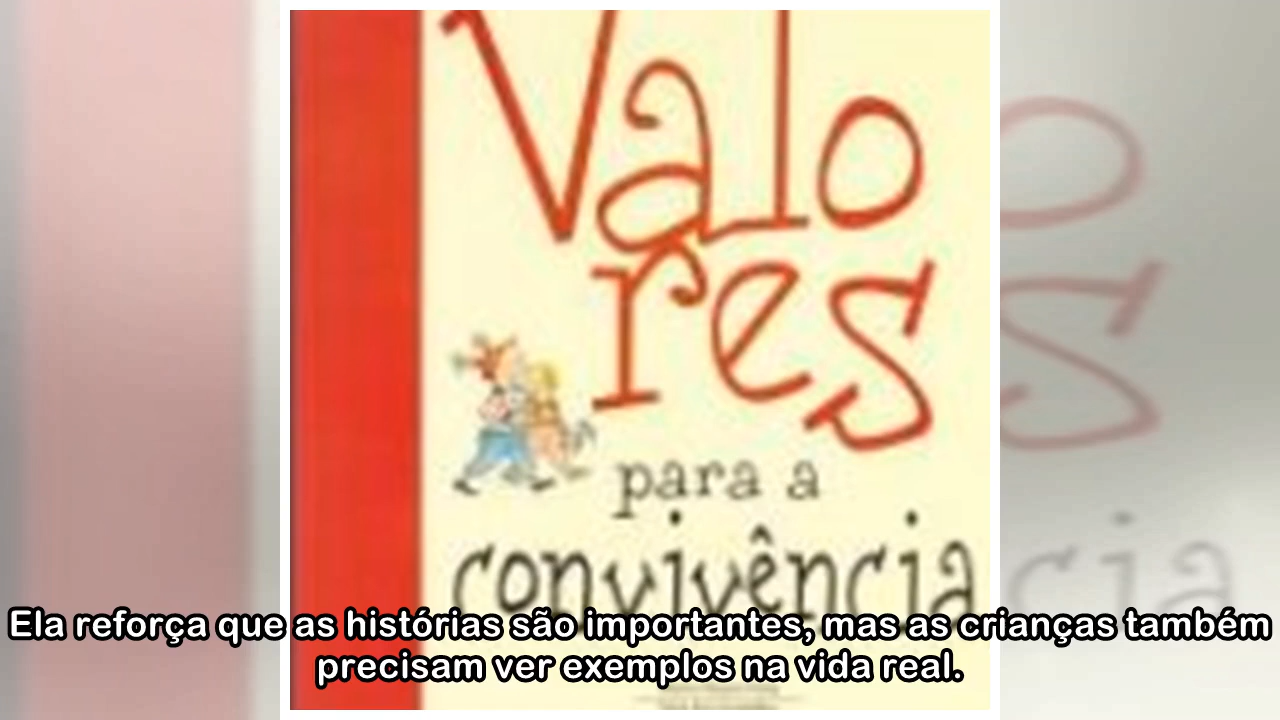 Valo
res
para a
convivência
Ela reforça que as histórias são importantes, mas as crianças também
precisam ver exemplos na vida real.